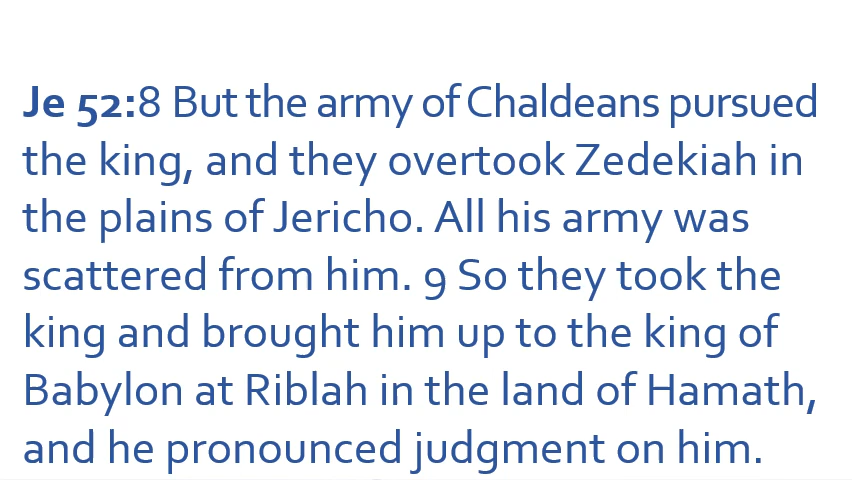 Je 52:8 But the army of Chaldeans pursued
the king, and they overtook Zedekiah in
the plains of Jericho. All his army was
scattered from him. 9 So they took the
king and brought him up to the king of
Babylon at Riblah in the land of Hamath,
and he pronounced judgment on him.